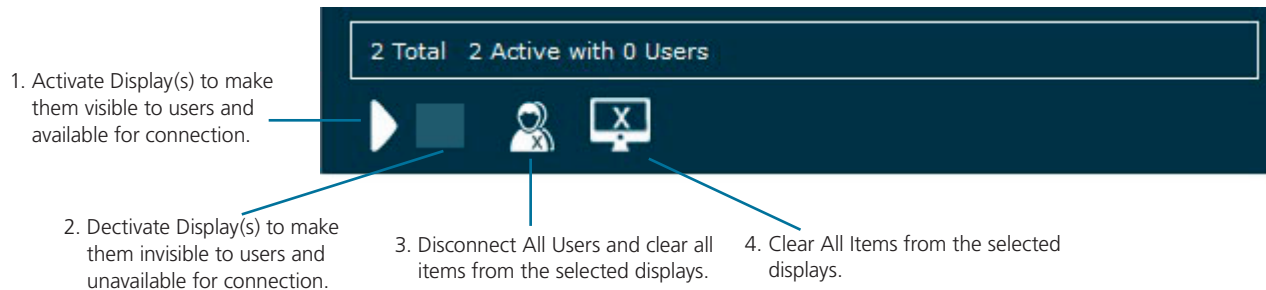 2 Total 2 Active with 0 Users
1. Activate Display(s) to make
them visible to users and
available for connection.
X
X
2. Dectivate Display(s) to make
them invisible to users and
unavailable for connection.
3. Disconnect All Users and clear all
items from the selected displays.
4. Clear All Items from the selected
displays.